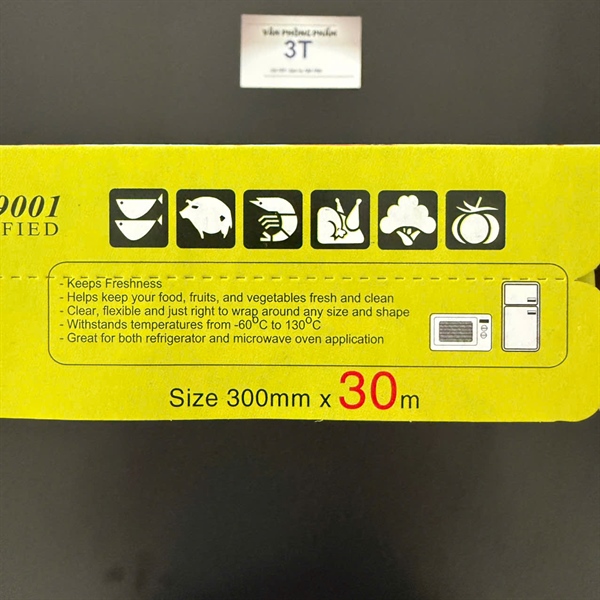 VĂN PHÒNG PHẨM
3T
9001
FIED
- Keeps Freshness
- Helps keep your food, fruits, and vegetables fresh and clean
- Clear, flexible and just right to wrap around any size and shape
- Withstands temperatures from -60°C to 130°C
- Great for both refrigerator and microwave oven application
Size 300mm x 30m